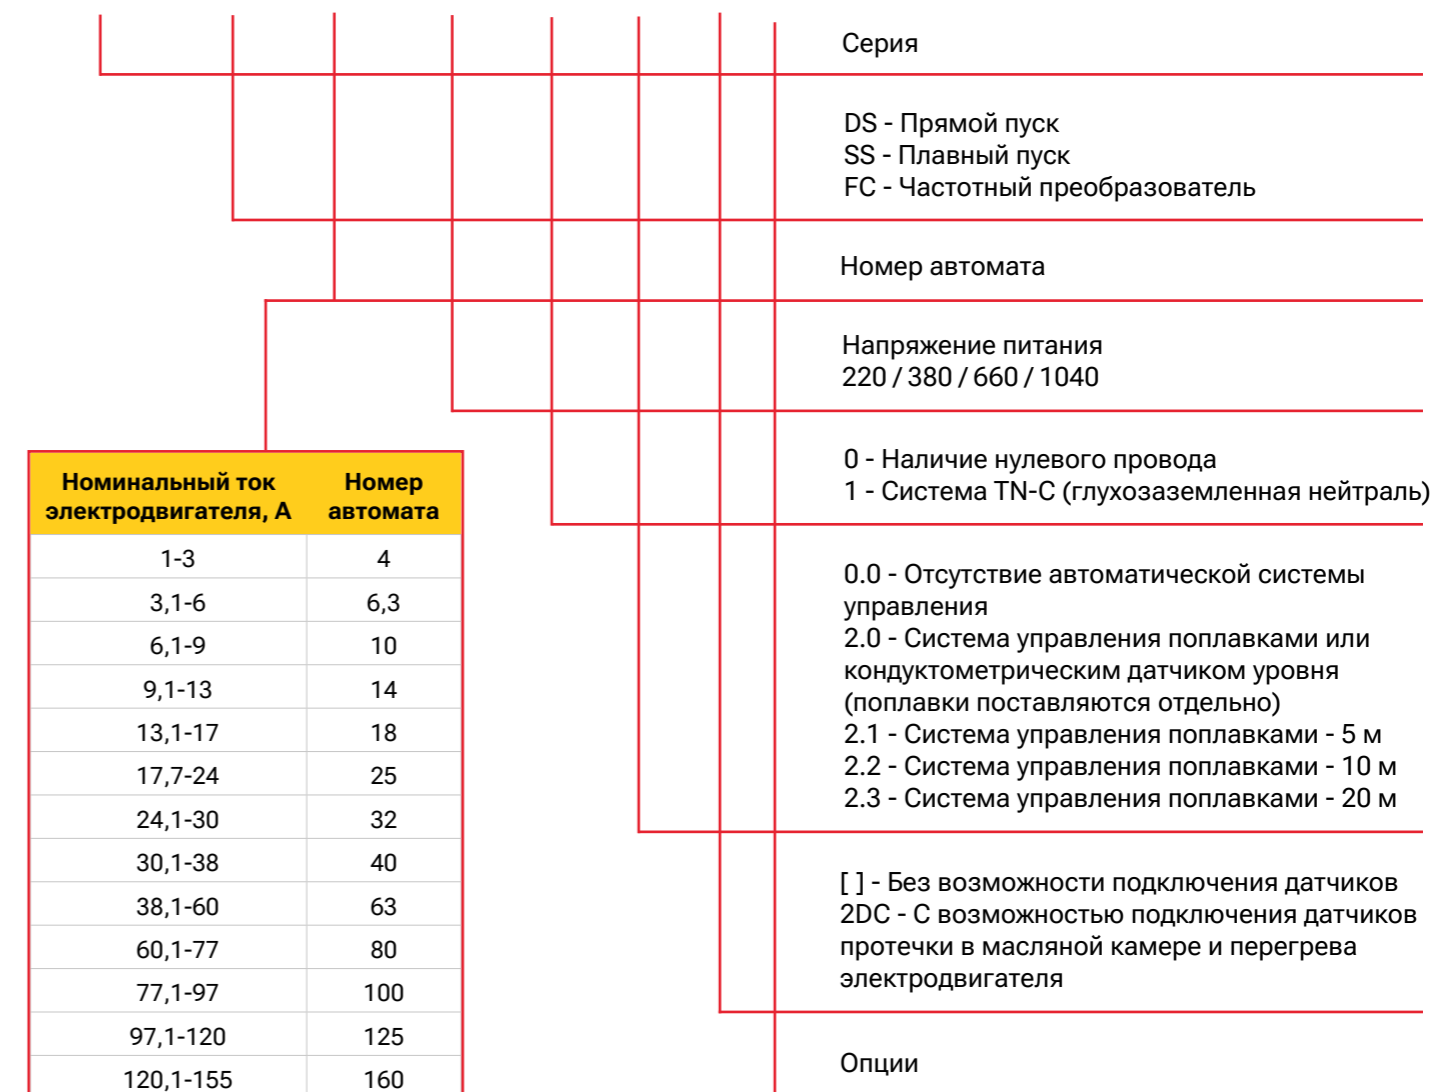 Серия
DS - Прямой пуск
SS - Плавный пуск
FC - Частотный преобразователь
Номер автомата
Напряжение питания
220 / 380 / 660 / 1040
0 - Наличие нулевого провода
1 - Система TN-C (глухозаземленная нейтраль)
0.0 - Отсутствие автоматической системы
управления
2.0 - Система управления поплавками или
кондуктометрическим датчиком уровня
(поплавки поставляются отдельно)
2.1 - Система управления поплавками - 5 м
2.2 - Система управления поплавками - 10 м
2.3 - Система управления поплавками - 20 м
[ ] - Без возможности подключения датчиков
2DC - С возможностью подключения датчиков
протечки в масляной камере и перегрева
электродвигателя
Опции
Номинальный ток Номер
электродвигателя, А автомата
1-3 4
3,1-6 6,3
6,1-9 10
9,1-13 14
13,1-17 18
17,7-24 25
24,1-30 32
30,1-38 40
38,1-60 63
60,1-77 80
77,1-97 100
97,1-120 125
120,1-155 160